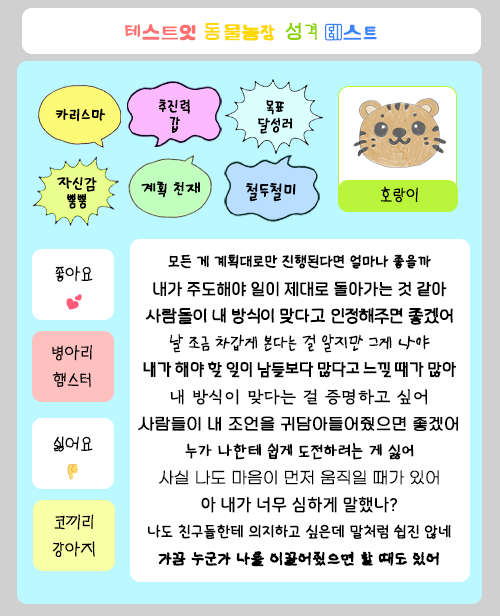 테스트잇 동물농장 성격 테스트
카리스마
추진력
갑
목표
달성러
자신감
뿜뿜
계획 천재
철두철미
호랑이
좋아요
병아리
햄스터
싫어요
코끼리
강아지
모든 게 계획대로만 진행된다면 얼마나 좋을까
내가 주도해야 일이 제대로 돌아가는 것 같아
사람들이 내 방식이 맞다고 인정해주면 좋겠어
날 조금 차갑게 본다는 걸 알지만 그게 나야
내가 해야 할 일이 남들보다 많다고 느낄 때가 많아
내 방식이 맞다는 걸 증명하고 싶어
사람들이 내 조언을 귀담아들어줬으면 좋겠어
누가 나한테 쉽게 도전하려는 게 싫어
사실 나도 마음이 먼저 움직일 때가 있어
아 내가 너무 심하게 말했나?
나도 친구들한테 의지하고 싶은데 말처럼 쉽진 않네
가끔 누군가 나를 이끌어줬으면 할 때도 있어